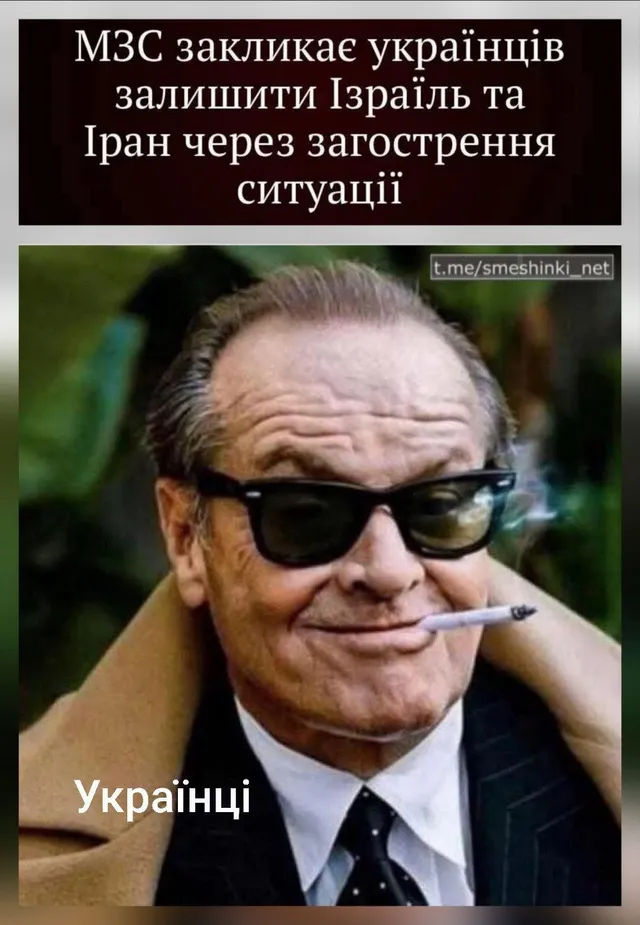 МЗС закликає українців
залишити Ізраїль та
Іран через загострення
ситуації
t.me/smeshinki_net
Українці